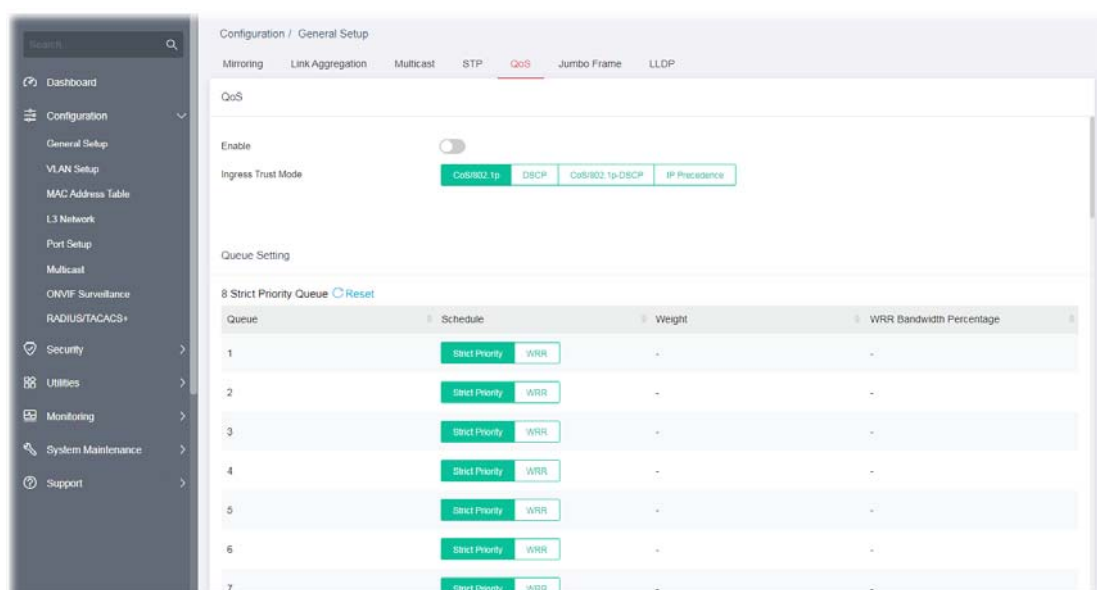 Search...
Dashboard
Configuration
General Setup
VLAN Setup
MAC Address Table
L3 Network
Port Setup
Multicast
ONVIF Surveillance
RADIUS/TACACS+
Security
Utilities
Monitoring
System Maintenance
Support
Configuration / General Setup
Mirroring Link Aggregation Multicast STP QoS Jumbo Frame LLDP
QoS
Enable
Ingress Trust Mode CoS/802.1p DSCP CoS/802.1p-DSCP IP Precedence
Queue Setting
8 Strict Priority Queue Reset
Queue Schedule Weight WRR Bandwidth Percentage
1 Strict Priority WRR - -
2 Strict Priority WRR - -
3 Strict Priority WRR - -
4 Strict Priority WRR - -
5 Strict Priority WRR - -
6 Strict Priority WRR - -
7 Strict Priority WRR - -